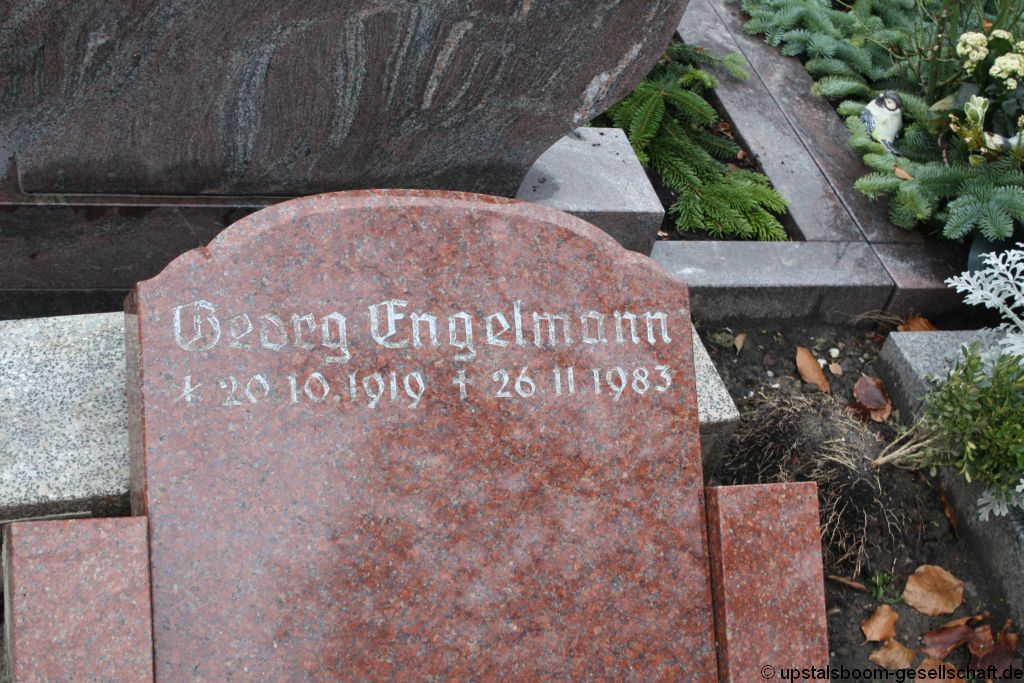 Georg Engelmann
* 20.10.1919 † 26.11.1983
© upstalsboom-gesellschaft.de